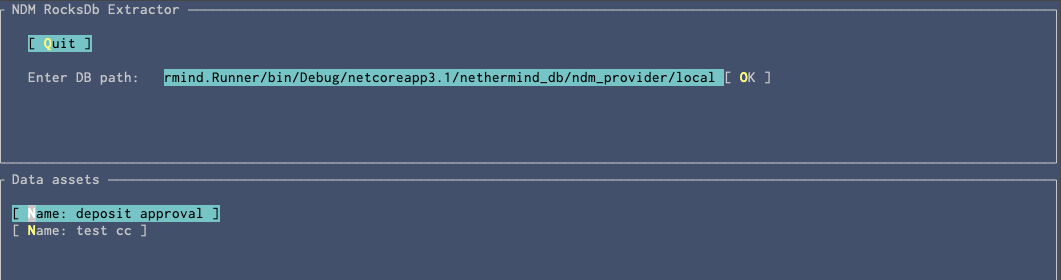 NDM RocksDb Extractor
[ Quit ]
Enter DB path: rmind.Runner/bin/Debug/netcoreapp3.1/nethermind_db/ndm_provider/local [ OK ]
Data assets
[ Name: deposit approval ]
[ Name: test cc ]